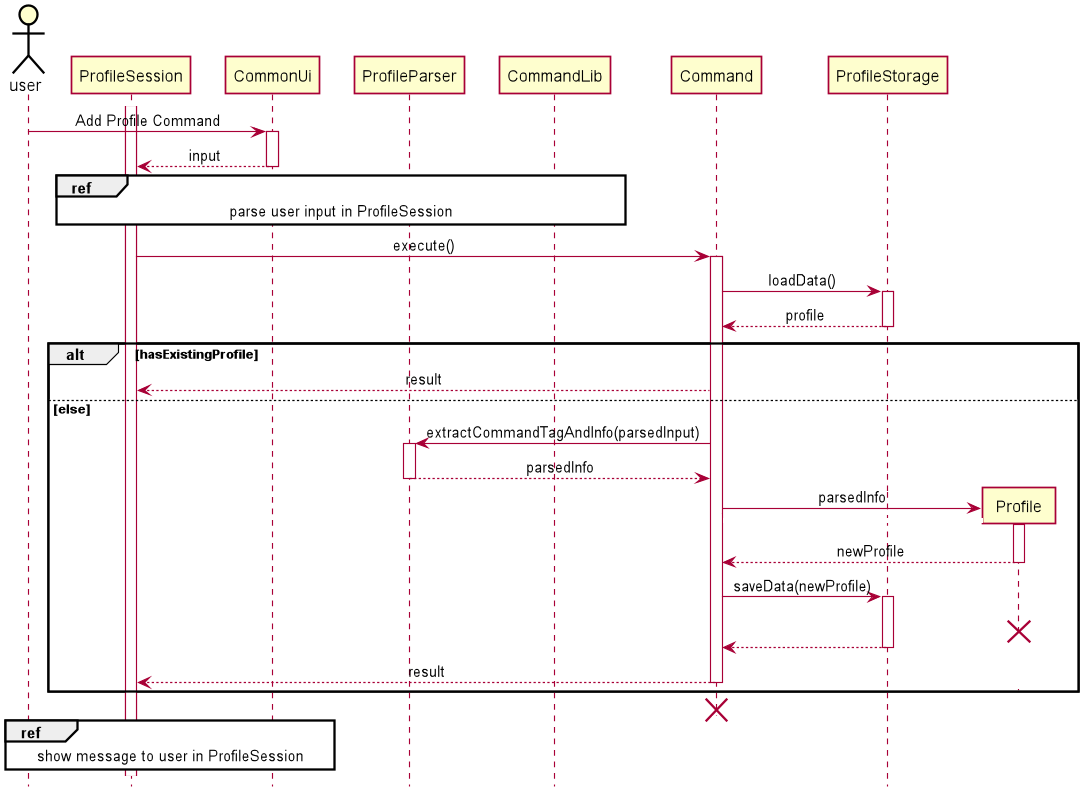 user
ProfileSession
CommonUi
ProfileParser
CommandLib
Command
ProfileStorage
Add Profile Command
input
ref
parse user input in ProfileSession
execute()
loadData()
profile
alt
[hasExistingProfile]
result
[else]
extractCommandTagAndInfo(parsedInput)
parsedInfo
parsedInfo
Profile
newProfile
saveData(newProfile)
result
ref
show message to user in ProfileSession